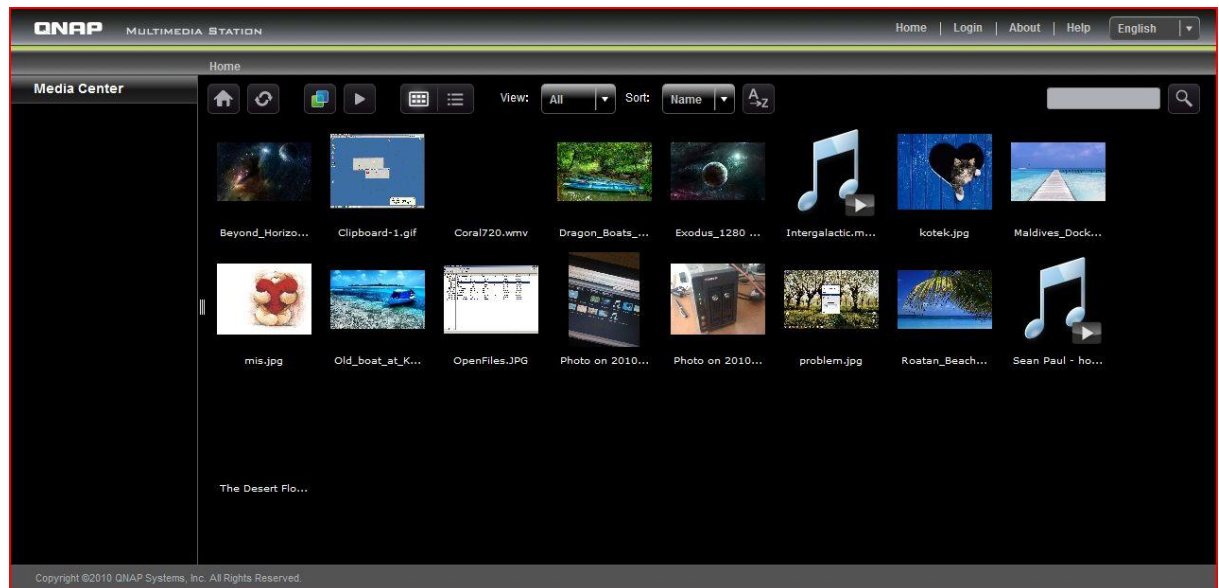 QNAP MULTIMEDIA STATION
Home | Login | About | Help English
Home
Media Center
View: All Sort: Name A→Z
Beyond_Horizo... Clipboard-1.gif Coral720.wmv Dragon_Boats_... Exodus_1280 ... Intergalactic.m... kotek.jpg Maldives_Dock...
mis.jpg Old_boat_at_K... OpenFiles.JPG Photo on 2010... Photo on 2010... problem.jpg Roatan_Beach... Sean Paul - ho...
The Desert Flo...
Copyright ©2010 QNAP Systems, Inc. All Rights Reserved.